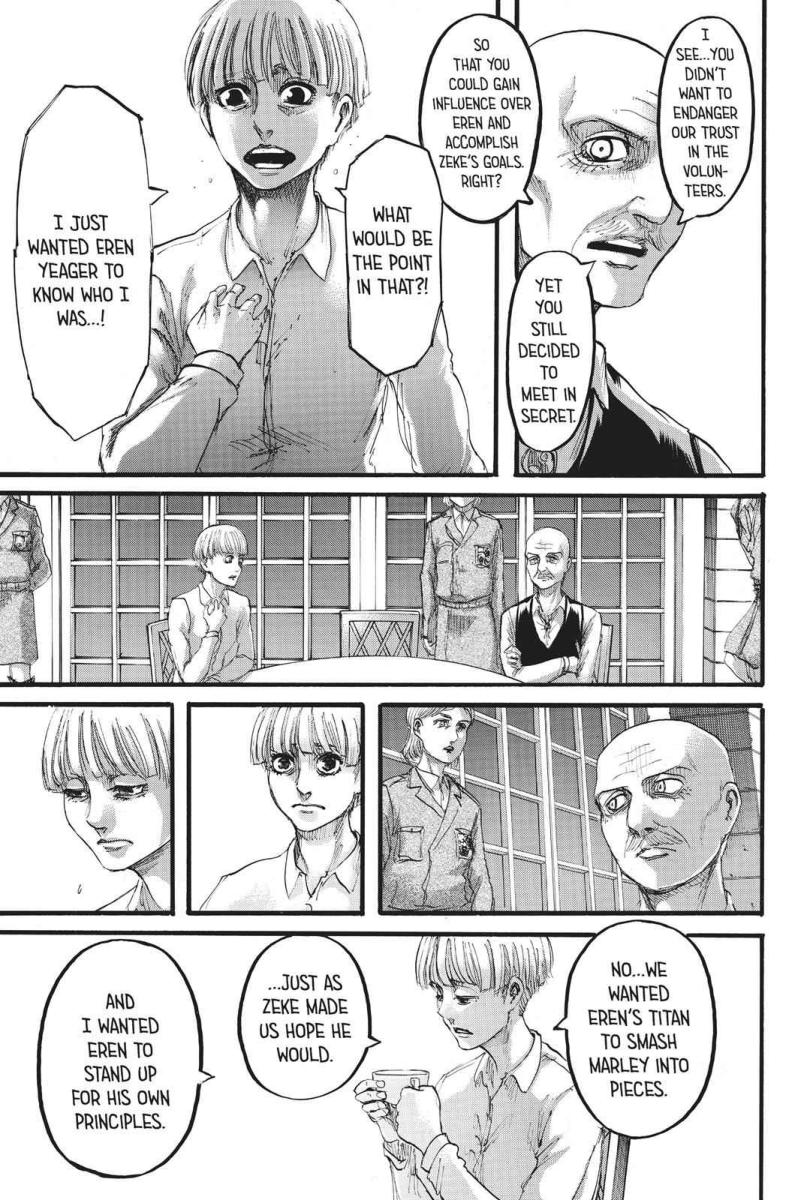 I
SEE...YOU
DIDN'T
WANT TO
ENDANGER
OUR TRUST
IN THE
VOLUN-
TEERS.
YET
YOU
STILL
DECIDED
TO
MEET IN
SECRET.
SO
THAT YOU
COULD GAIN
INFLUENCE OVER
EREN AND
ACCOMPLISH
ZEKE'S GOALS.
RIGHT?
WHAT
WOULD BE
THE POINT
IN THAT?!
I JUST
WANTED EREN
YEAGER TO
KNOW WHO I
WAS...!
NO...WE
WANTED
EREN'S TITAN
TO SMASH
MARLEY INTO
PIECES.
...JUST AS
ZEKE MADE
US HOPE HE
WOULD.
AND
I WANTED
EREN TO
STAND UP
FOR HIS OWN
PRINCIPLES.